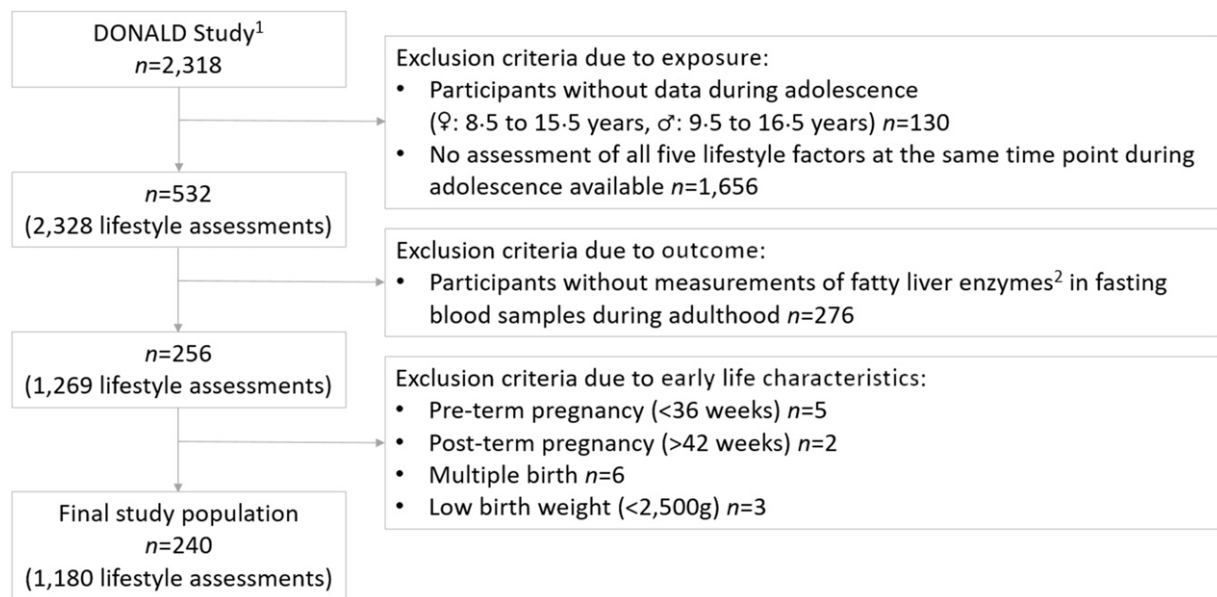 DONALD Study¹
n=2,318
Exclusion criteria due to exposure:
• Participants without data during adolescence
(♀: 8·5 to 15·5 years, ♂: 9·5 to 16·5 years) n=130
• No assessment of all five lifestyle factors at the same time point during
adolescence available n=1,656
n=532
(2,328 lifestyle assessments)
Exclusion criteria due to outcome:
• Participants without measurements of fatty liver enzymes² in fasting
blood samples during adulthood n=276
n=256
(1,269 lifestyle assessments)
Exclusion criteria due to early life characteristics:
• Pre-term pregnancy (<36 weeks) n=5
• Post-term pregnancy (>42 weeks) n=2
• Multiple birth n=6
• Low birth weight (<2,500g) n=3
Final study population
n=240
(1,180 lifestyle assessments)